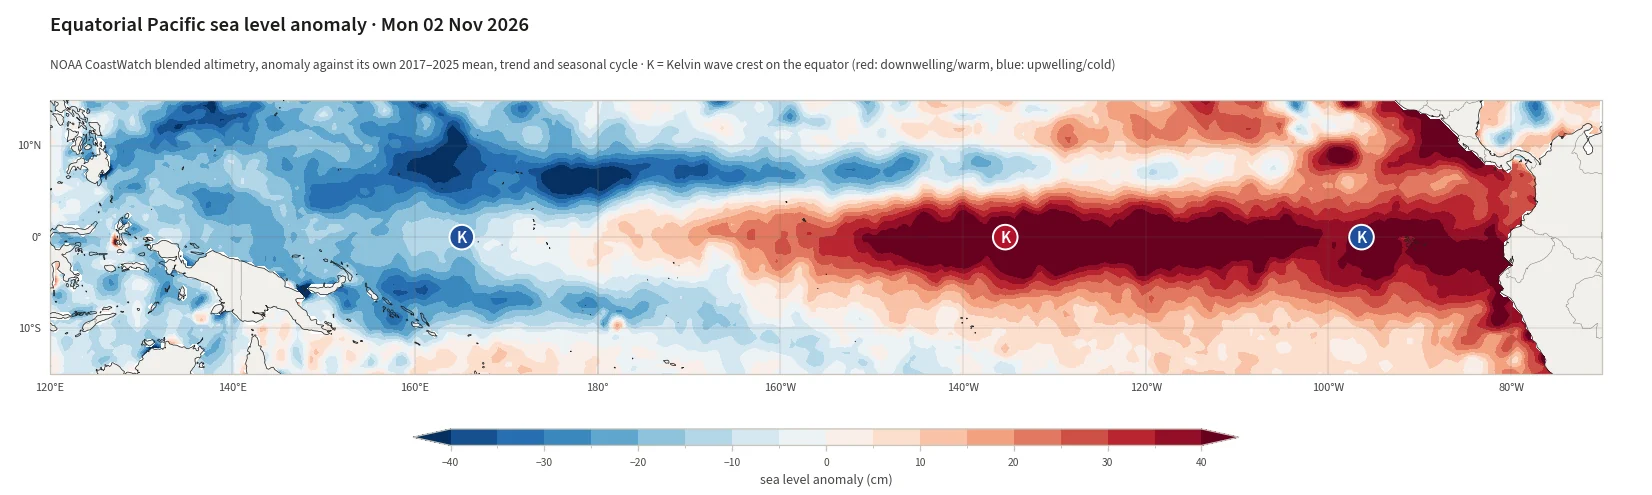 Equatorial Pacific sea level anomaly · Mon 02 Nov 2026
NOAA CoastWatch blended altimetry, anomaly against its own 2017–2025 mean, trend and seasonal cycle · K = Kelvin wave crest on the equator (red: downwelling/warm, blue: upwelling/cold)
10°N
0°
K K K
10°S
120°E 140°E 160°E 180° 160°W 140°W 120°W 100°W 80°W
−40 −30 −20 −10 0 10 20 30 40
sea level anomaly (cm)